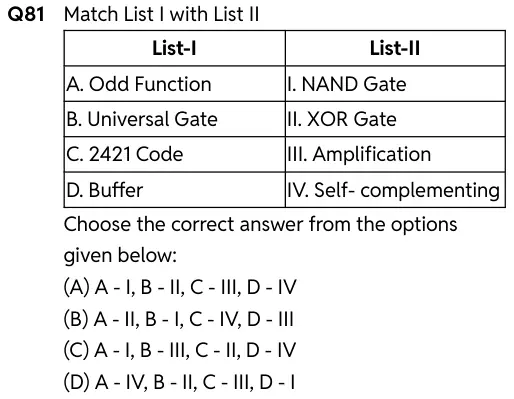 Q81 Match List I with List II
List-I List-II
A. Odd Function I. NAND Gate
B. Universal Gate II. XOR Gate
C. 2421 Code III. Amplification
D. Buffer IV. Self- complementing
Choose the correct answer from the options
given below:
(A) A - I, B - II, C - III, D - IV
(B) A - II, B - I, C - IV, D - III
(C) A - I, B - III, C - II, D - IV
(D) A - IV, B - II, C - III, D - I